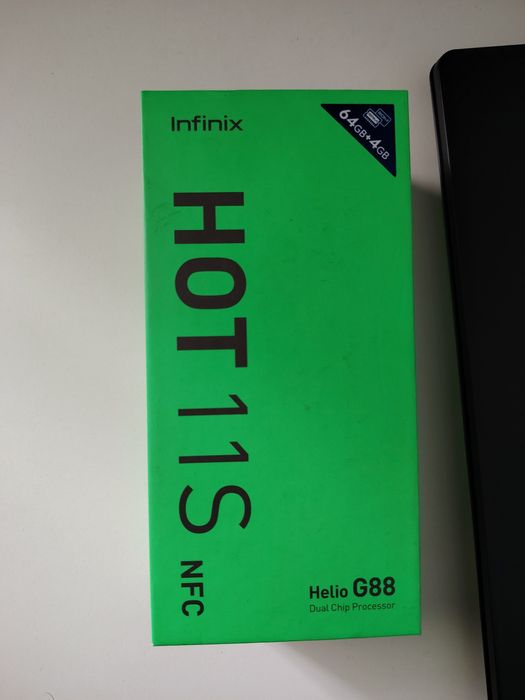 Infinix
64GB+4GB
HOT 11S NFC
Helio G88
Dual Chip Processor